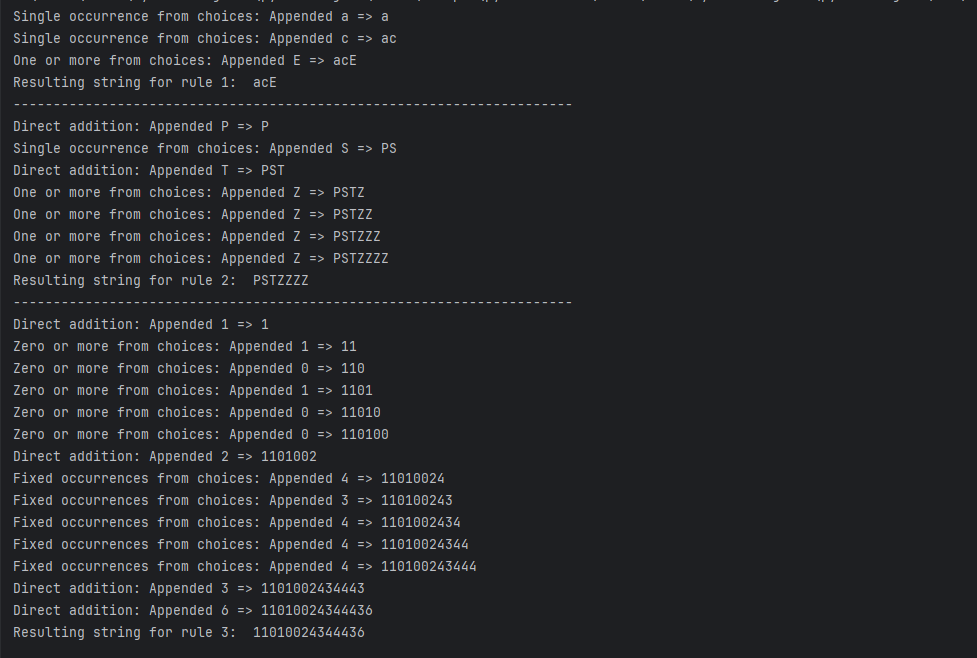 Single occurrence from choices: Appended a => a
Single occurrence from choices: Appended c => ac
One or more from choices: Appended E => acE
Resulting string for rule 1:  acE
----------------------------------------------------------------------
Direct addition: Appended P => P
Single occurrence from choices: Appended S => PS
Direct addition: Appended T => PST
One or more from choices: Appended Z => PSTZ
One or more from choices: Appended Z => PSTZZ
One or more from choices: Appended Z => PSTZZZ
One or more from choices: Appended Z => PSTZZZZ
Resulting string for rule 2:  PSTZZZZ
----------------------------------------------------------------------
Direct addition: Appended 1 => 1
Zero or more from choices: Appended 1 => 11
Zero or more from choices: Appended 0 => 110
Zero or more from choices: Appended 1 => 1101
Zero or more from choices: Appended 0 => 11010
Zero or more from choices: Appended 0 => 110100
Direct addition: Appended 2 => 1101002
Fixed occurrences from choices: Appended 4 => 11010024
Fixed occurrences from choices: Appended 3 => 110100243
Fixed occurrences from choices: Appended 4 => 1101002434
Fixed occurrences from choices: Appended 4 => 11010024344
Fixed occurrences from choices: Appended 4 => 110100243444
Direct addition: Appended 3 => 1101002434443
Direct addition: Appended 6 => 11010024344436
Resulting string for rule 3:  11010024344436